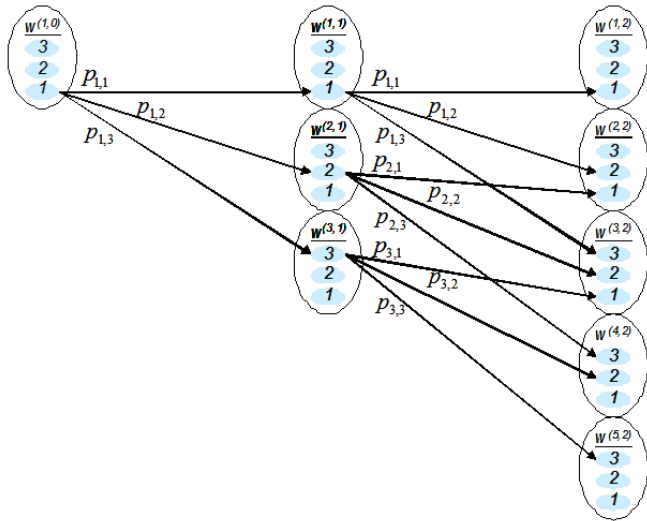 W(1,0)
3
2
1
p1,1
p1,2
p1,3
W(1,1)
3
2
1
p1,1
p1,2
p1,3
W(2,1)
3
2
1
p2,1
p2,2
p2,3
W(3,1)
3
2
1
p3,1
p3,2
p3,3
W(1,2)
3
2
1
W(2,2)
3
2
1
W(3,2)
3
2
1
W(4,2)
3
2
1
W(5,2)
3
2
1